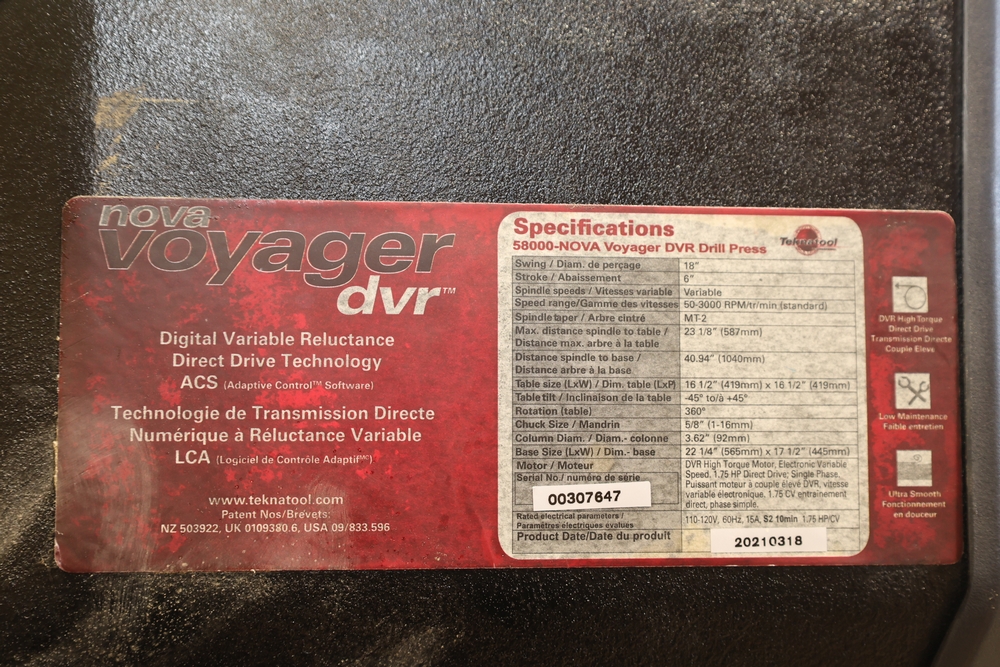 nova
voyager
dvr™
Digital Variable Reluctance
Direct Drive Technology
ACS (Adaptive Control™ Software)
Technologie de Transmission Directe
Numérique à Réluctance Variable
LCA (Logiciel de Contrôle Adaptif MC)
www.teknatool.com
Patent Nos/Brevets:
NZ 503922, UK 0109380.6, USA 09/833.596
Specifications
58000-NOVA Voyager DVR Drill Press
Teknatool
Swing / Diam. de perçage 18"
Stroke / Abaissement 6"
Spindle speeds / Vitesses variable Variable
Speed range/Gamme des vitesses 50-3000 RPM/tr/min (standard)
Spindle taper / Arbre cintré MT-2
Max. distance spindle to table / 23 1/8" (587mm)
Distance max. arbre à la table
Distance spindle to base / 40.94" (1040mm)
Distance arbre à la base
Table size (LxW) / Dim. table (LxP) 16 1/2" (419mm) x 16 1/2" (419mm)
Table tilt / Inclinaison de la table -45° to/à +45°
Rotation (table) 360°
Chuck Size / Mandrin 5/8" (1-16mm)
Column Diam. / Diam.- colonne 3.62" (92mm)
Base Size (LxW) / Dim.- base 22 1/4" (565mm) x 17 1/2" (445mm)
Motor / Moteur
DVR High Torque Motor, Electronic Variable
Speed, 1.75 HP Direct Drive; Single Phase.
Puissant moteur à couple élevé DVR, vitesse
variable électronique, 1.75 CV entrainement
direct, phase simple.
Serial No./ numéro de série
00307647
Rated electrical parameters /
Paramètres électriques évalues
110-120V, 60Hz, 15A, S2 10min 1.75 HP/CV
Product Date/Date du produit
20210318
DVR High Torque
Direct Drive
Transmission Directe
Couple Eleve
Low Maintenance
Faible entretien
Ultra Smooth
Fonctionnement
en douceur